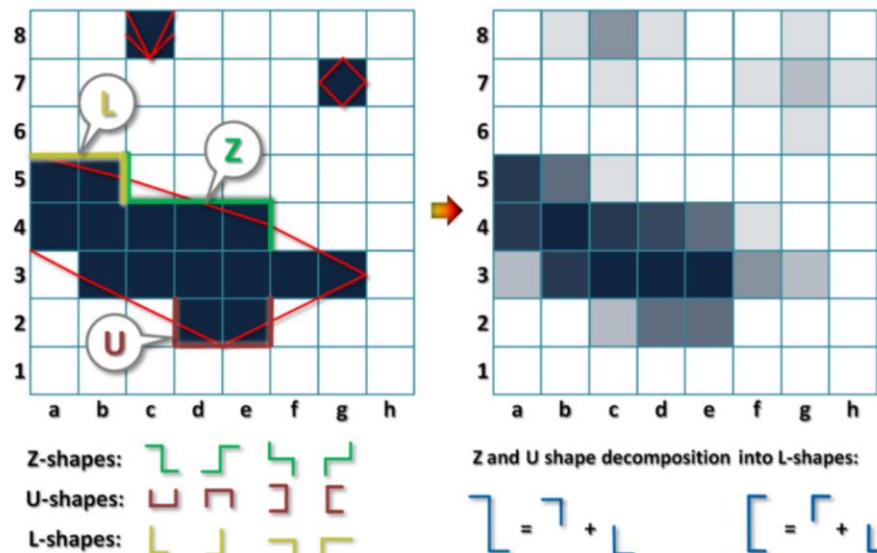 8
7
6
5
4
3
2
1
L
Z
U
a b c d e f g h
8
7
6
5
4
3
2
1
a b c d e f g h
Z-shapes:
U-shapes:
L-shapes:
Z and U shape decomposition into L-shapes:
= +
= +